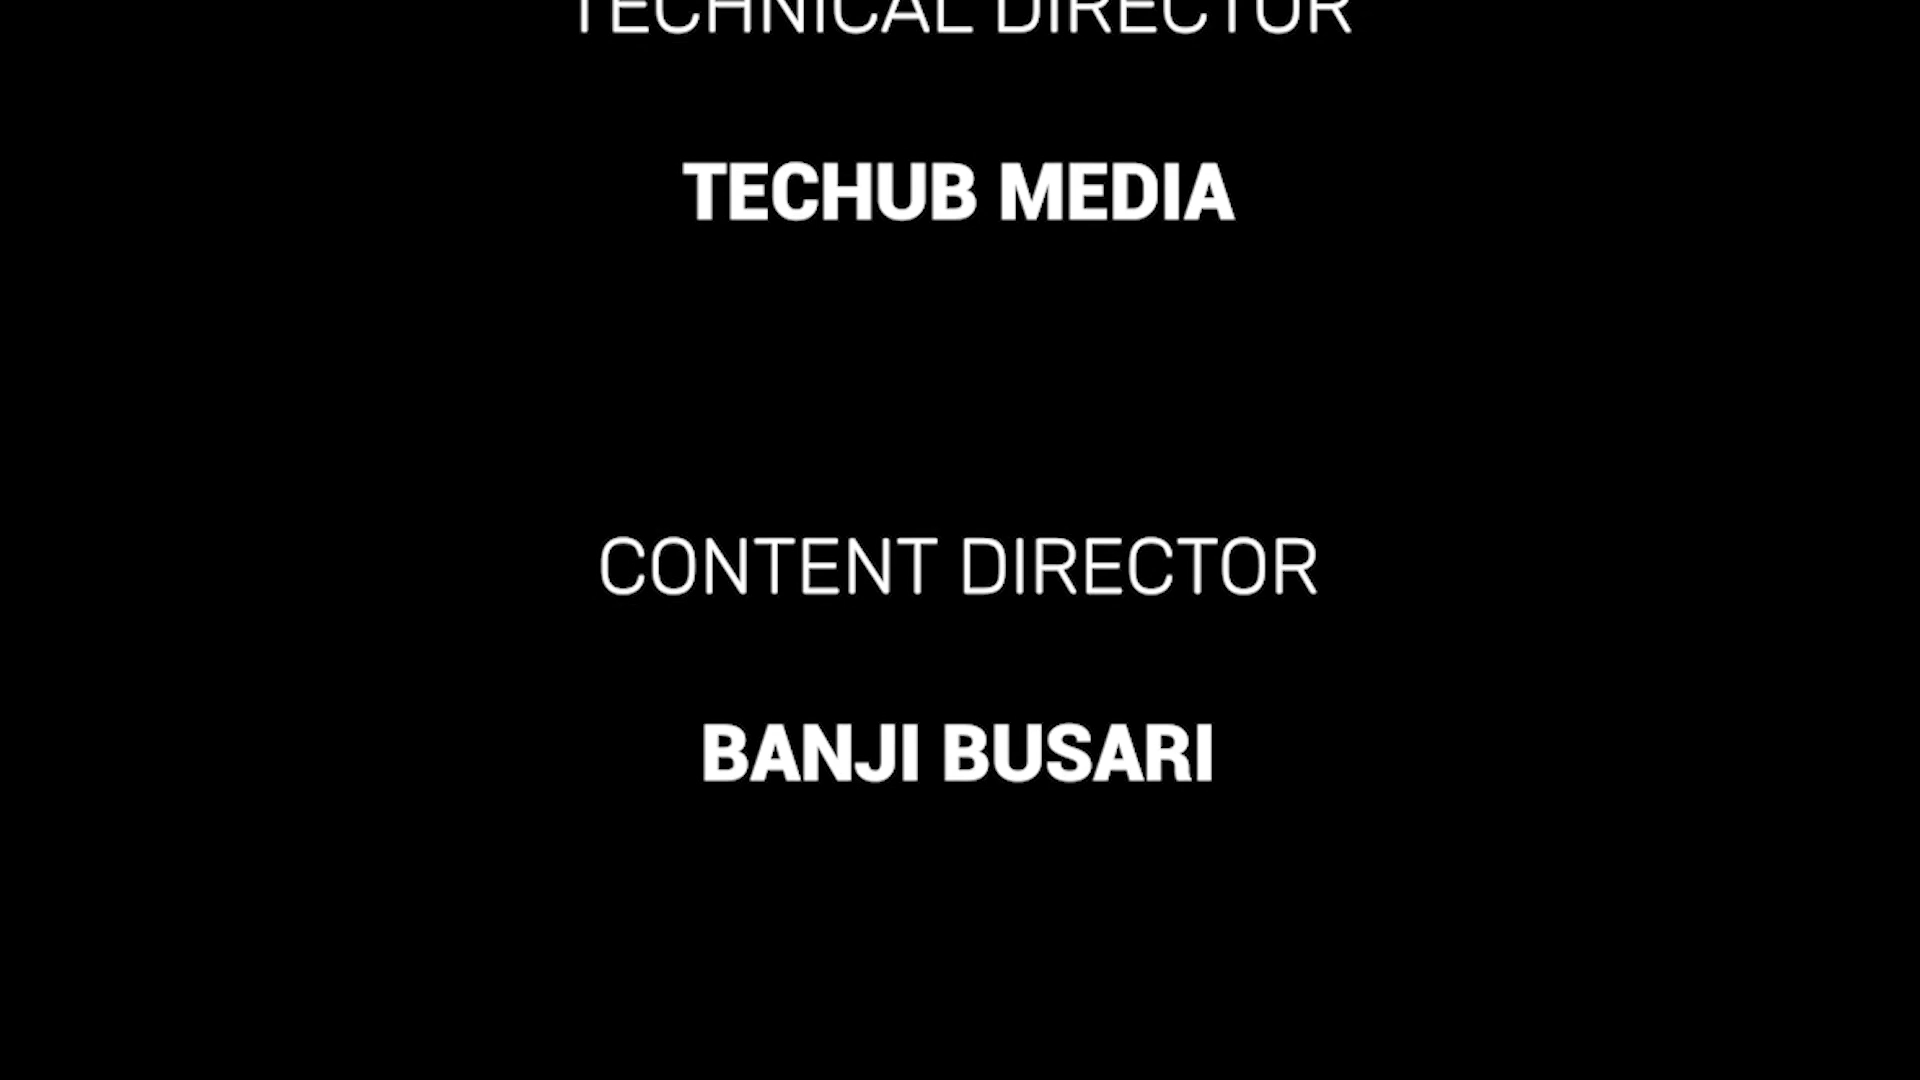 TECHNICAL DIRECTOR
TECHUB MEDIA
CONTENT DIRECTOR
BANJI BUSARI